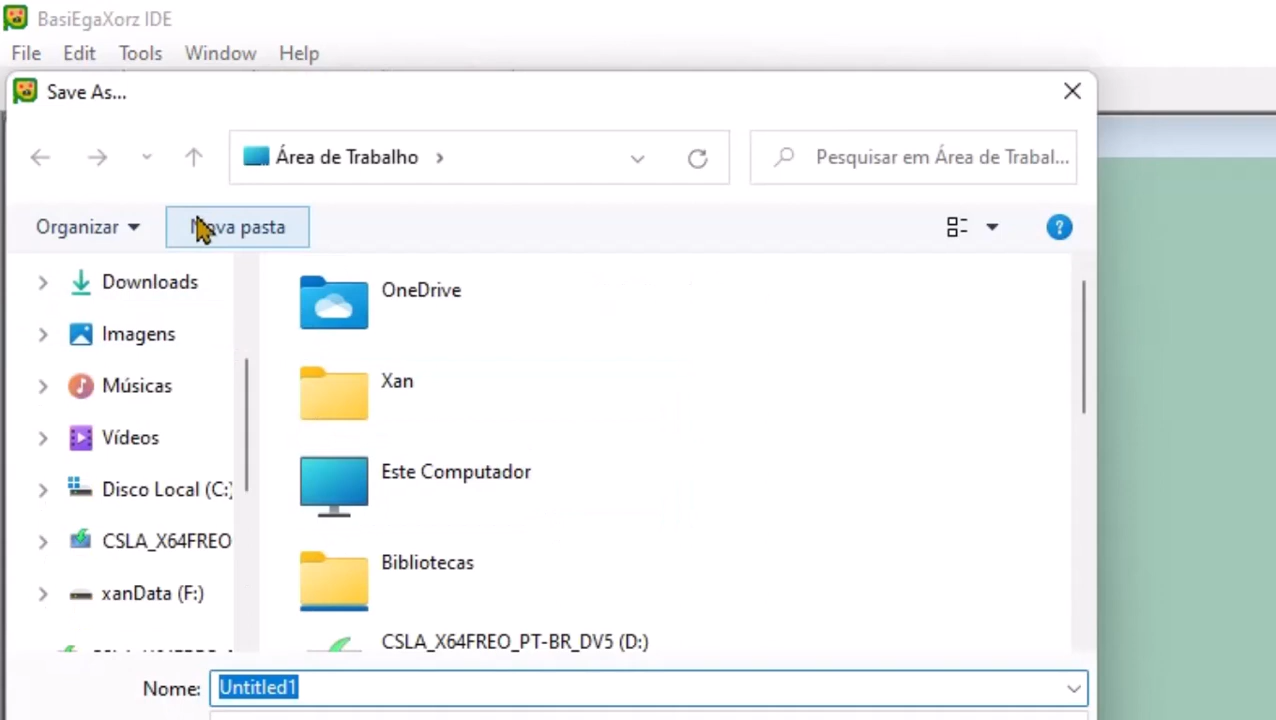 BasiEgaXorz IDE
File Edit Tools Window Help
Save As...
Área de Trabalho
Pesquisar em Área de Trabal...
Organizar
Nova pasta
?
Downloads
Imagens
Músicas
Vídeos
Disco Local (C:)
CSLA_X64FREO
xanData (F:)
OneDrive
Xan
Este Computador
Bibliotecas
CSLA_X64FREO_PT-BR_DV5 (D:)
Nome: Untitled1